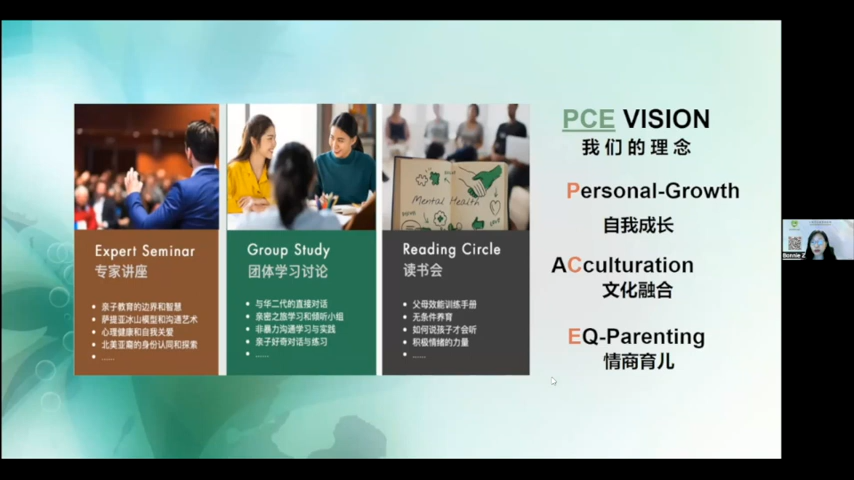 Expert Seminar
专家讲座
亲子教育的边界和智慧
萨提亚冰山模型和沟通艺术
心理健康和自我关爱
北美亚裔的身份认同和探索
......
Group Study
团体学习讨论
与华二代的直接对话
亲密之旅学习和倾听小组
非暴力沟通学习与实践
亲子好奇对话与练习
......
Mental Health
Reading Circle
读书会
父母效能训练手册
无条件养育
如何说孩子才会听
积极情绪的力量
......
PCE VISION
我们的理念
Personal-Growth
自我成长
ACculturation
文化融合
EQ-Parenting
情商育儿
Bonnie Z